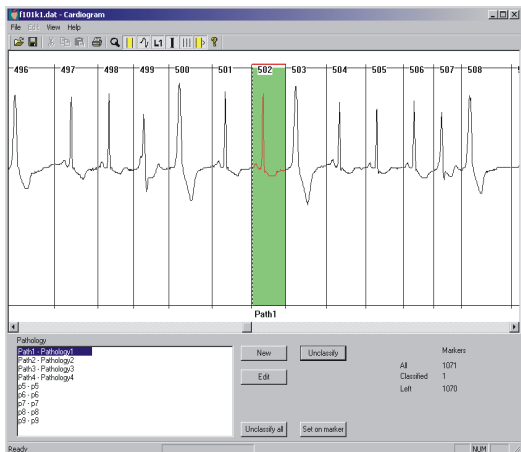 f101k1.dat - Cardiogram
File Edit View Help
L1
496 497 498 499 500 501 502 503 504 505 506 507 508
Path1
Pathology
Path1 - Pathology1
Path2 - Pathology2
Path3 - Pathology3
Path4 - Pathology4
p5 - p5
p6 - p6
p7 - p7
p8 - p8
p9 - p9
New Unclassify
Edit
Unclassify all Set on marker
Markers
All 1071
Classified 1
Left 1070
Ready NUM